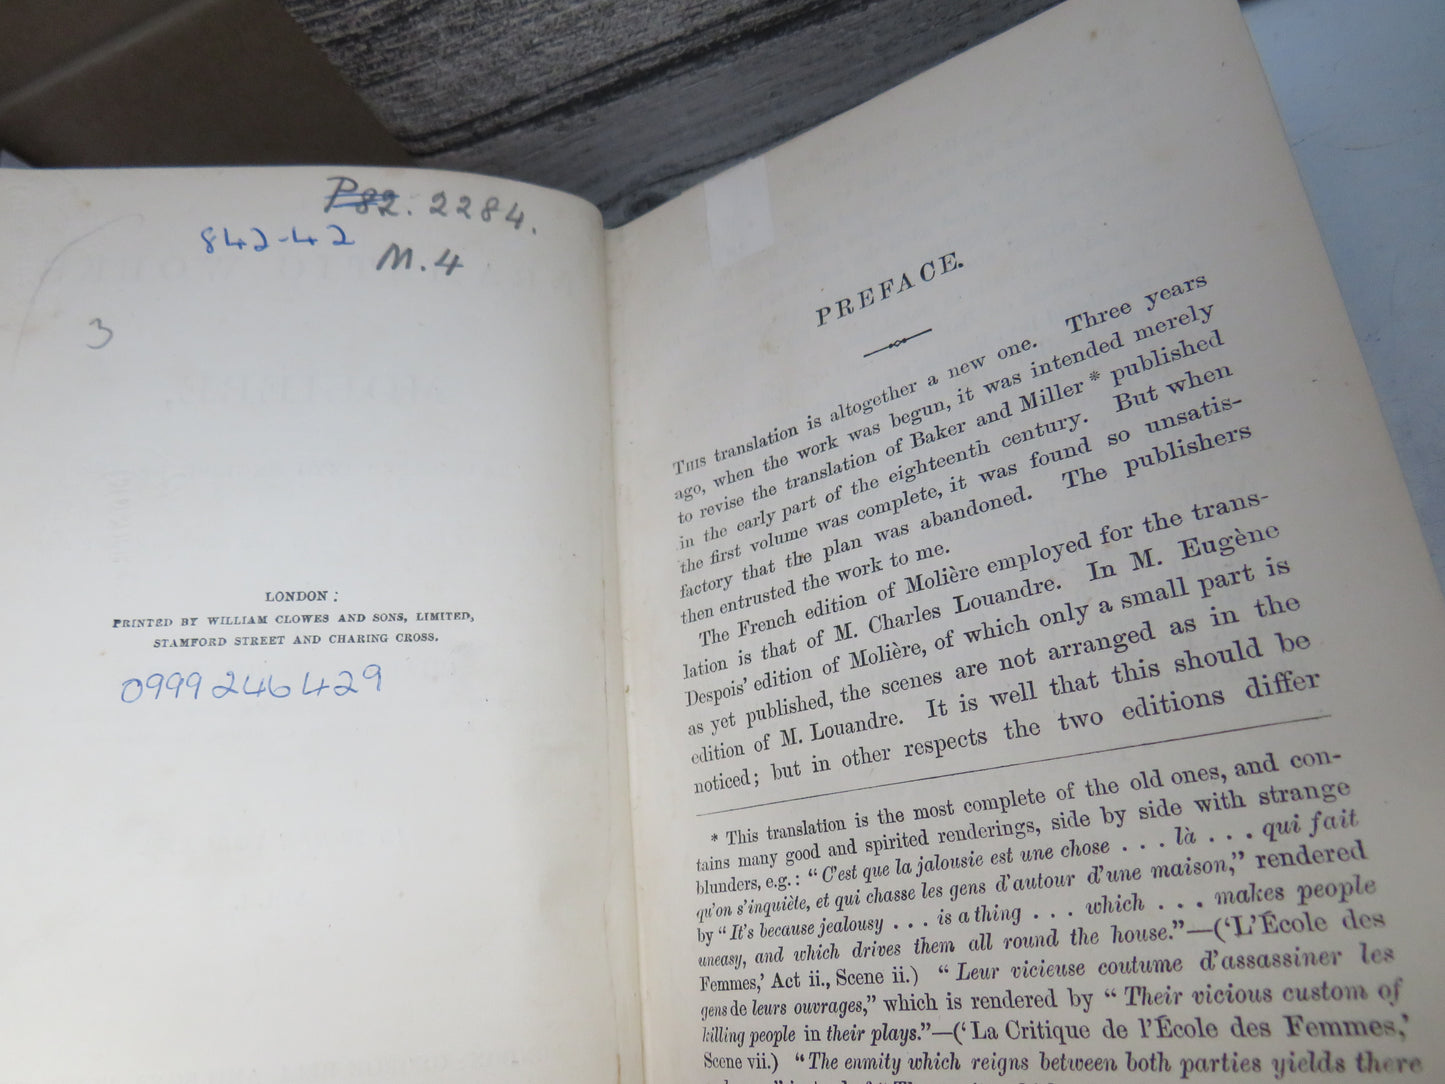 P82. 2284.
842-42
M.4
3
LONDON:
PRINTED BY WILLIAM CLOWES AND SONS, LIMITED,
STAMFORD STREET AND CHARING CROSS.
0999246429
PREFACE.
THIS translation is altogether a new one. Three years
ago, when the work was begun, it was intended merely
to revise the translation of Baker and Miller * published
in the early part of the eighteenth century. But when
the first volume was complete, it was found so unsatis-
factory that the plan was abandoned. The publishers
then entrusted the work to me.
The French edition of Molière employed for the trans-
lation is that of M. Charles Louandre. In M. Eugène
Despois' edition of Molière, of which only a small part is
as yet published, the scenes are not arranged as in the
edition of M. Louandre. It is well that this should be
noticed; but in other respects the two editions differ
* This translation is the most complete of the old ones, and con-
tains many good and spirited renderings, side by side with strange
blunders, e.g.: "C'est que la jalousie est une chose . . . là . . . qui fait
qu'on s'inquiète, et qui chasse les gens d'autour d'une maison," rendered
by "It's because jealousy . . . is a thing . . . which . . . makes people
uneasy, and which drives them all round the house."—('L'École des
Femmes,' Act ii., Scene ii.) "Leur vicieuse coutume d'assassiner les
gens de leurs ouvrages," which is rendered by "Their vicious custom of
killing people in their plays."—('La Critique de l'École des Femmes,'
Scene vii.) "The enmity which reigns between both parties yields there